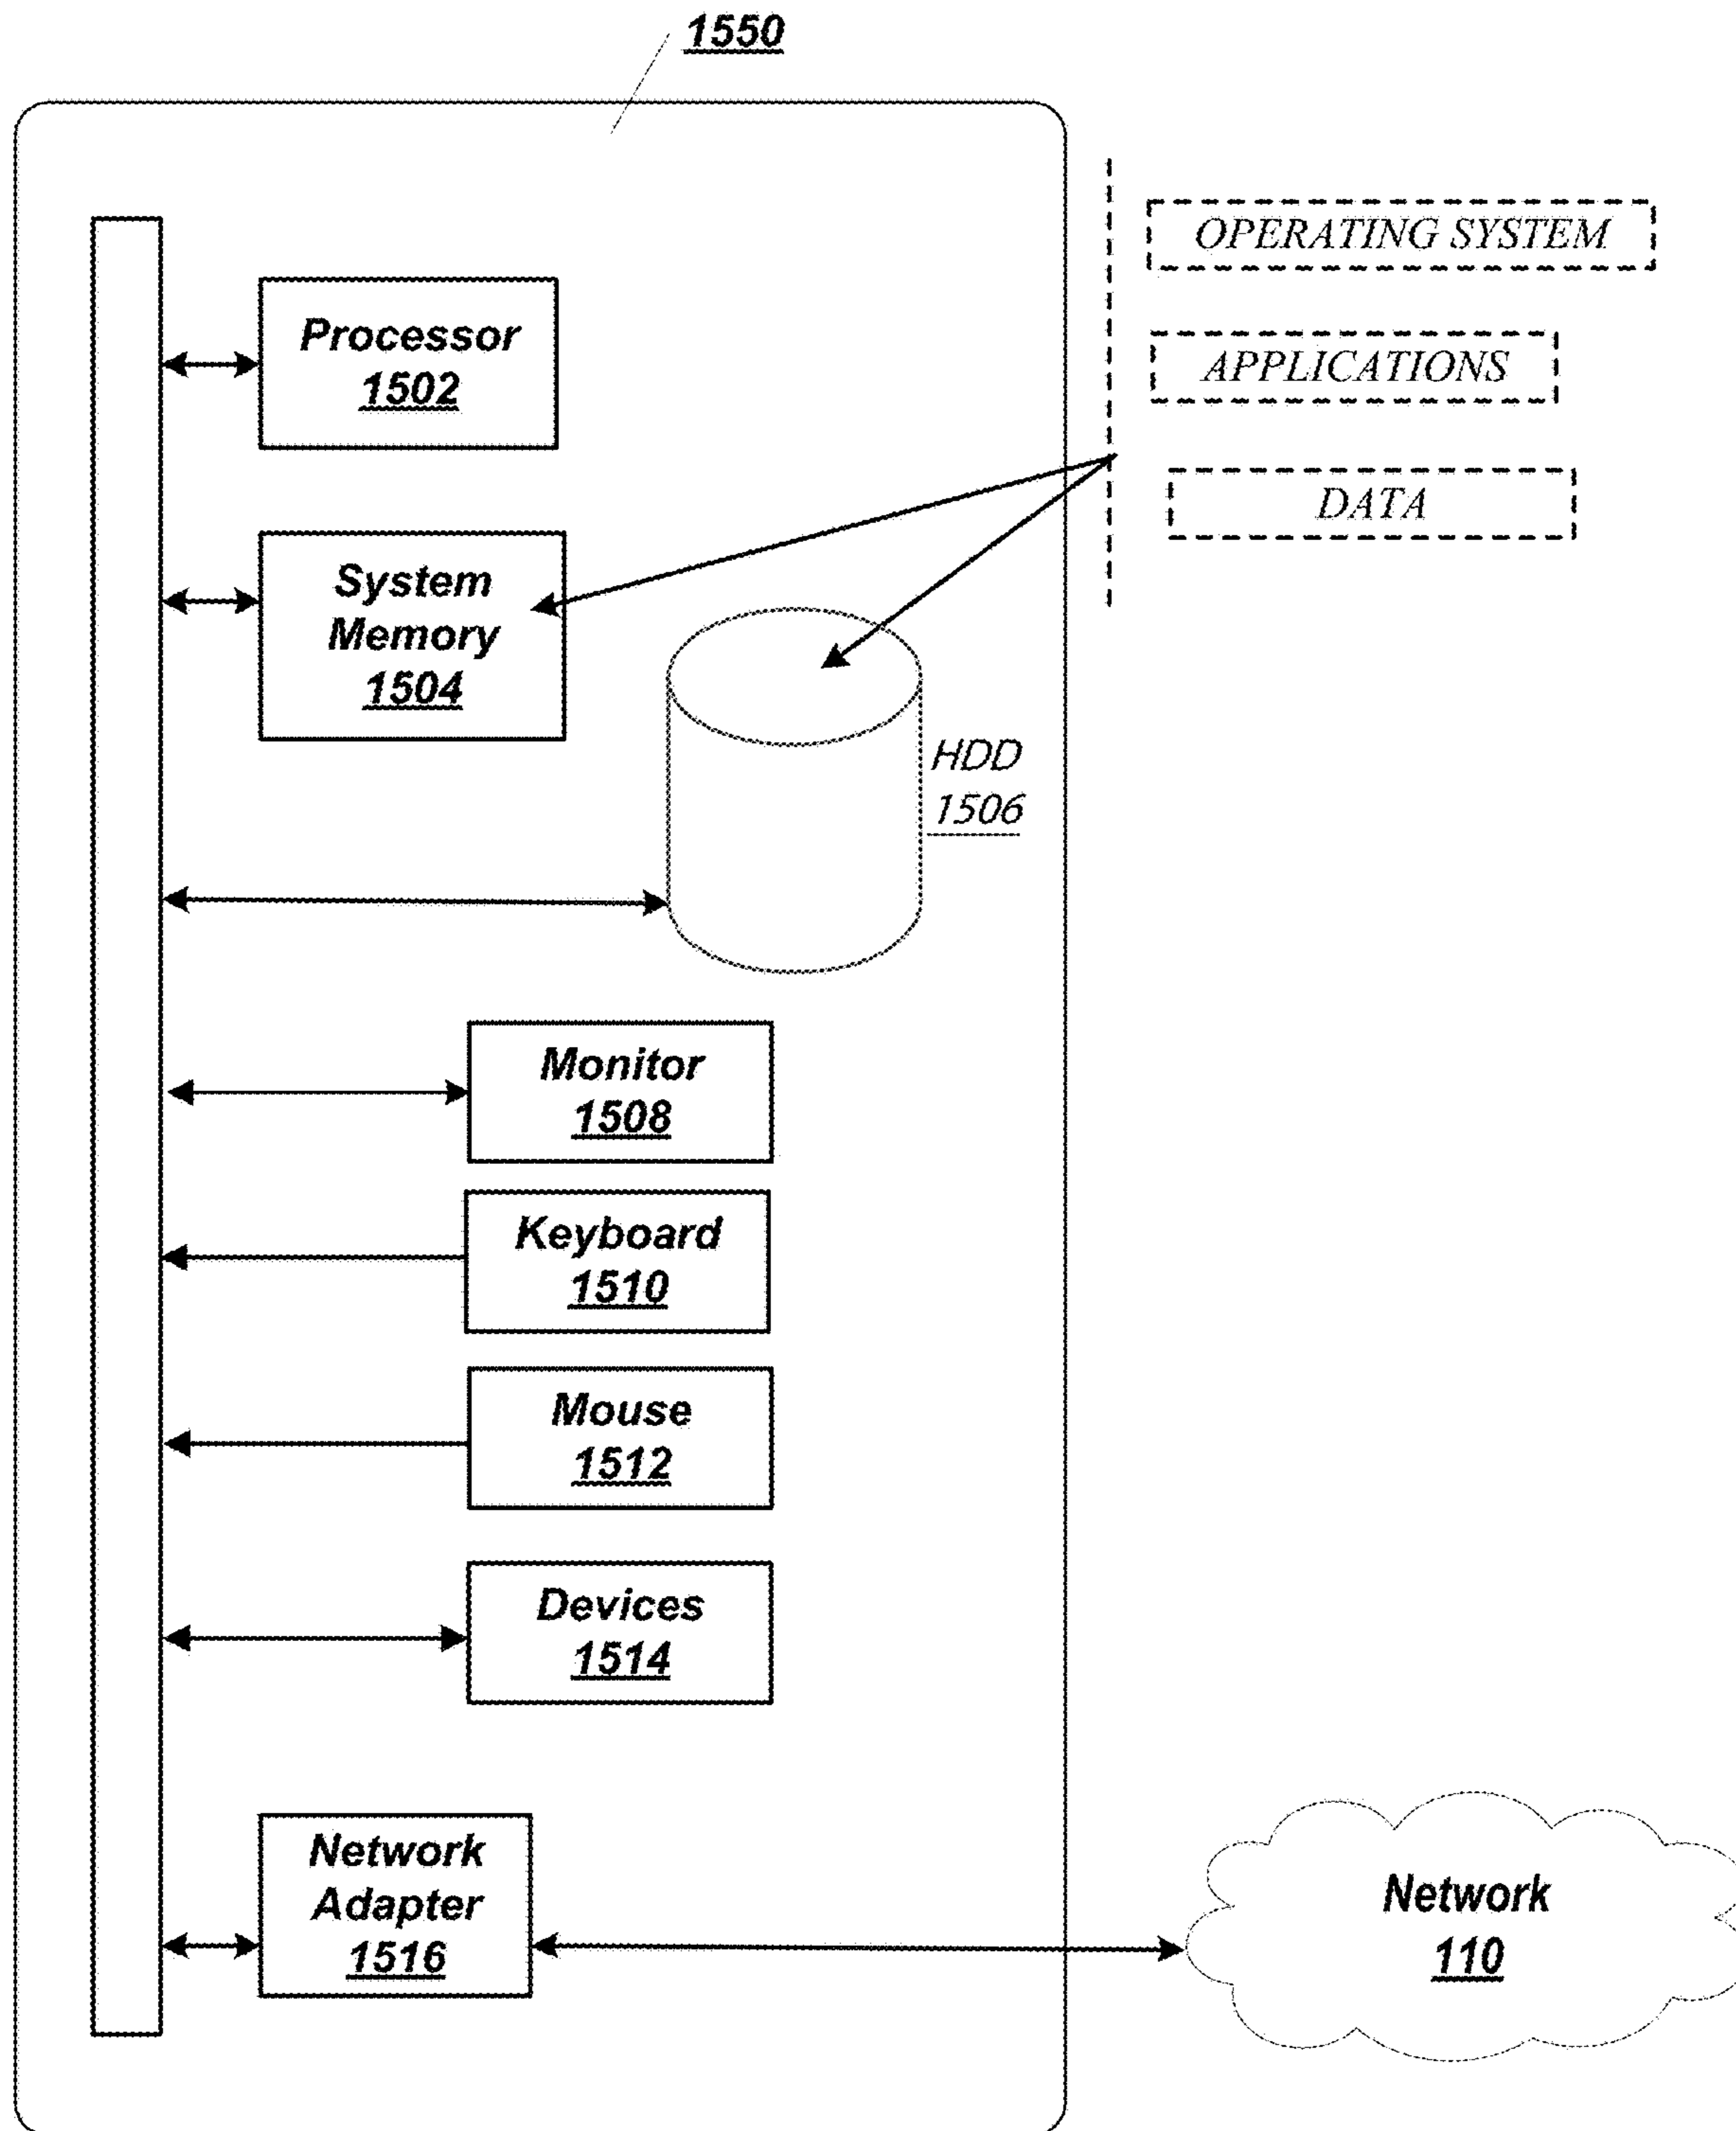 1550
OPERATING SYSTEM
APPLICATIONS
DATA
Processor
1502
System
Memory
1504
HDD
1506
Monitor
1508
Keyboard
1510
Mouse
1512
Devices
1514
Network
Adapter
1516
Network
110